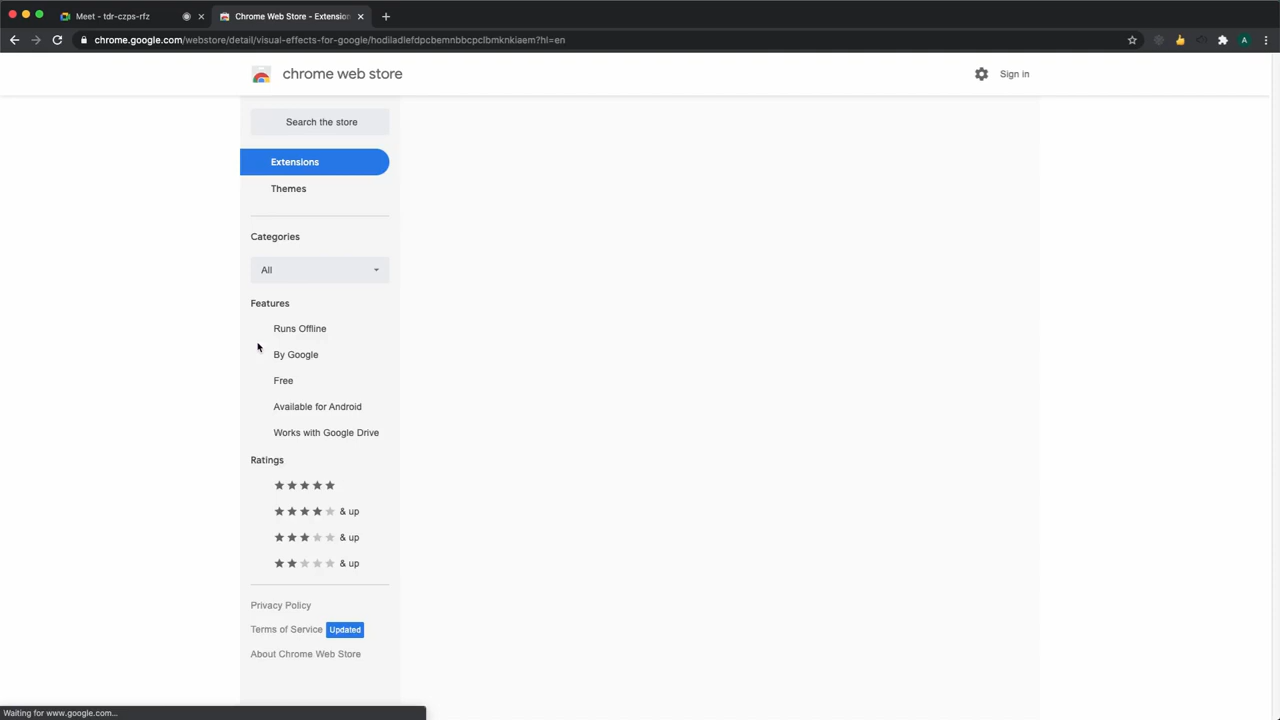 Meet - tdr-czps-rfz
Chrome Web Store - Extension
chrome.google.com/webstore/detail/visual-effects-for-google/hodiladlefdpcbemnbbcpclbmknkiaem?hl=en
A
chrome web store
Sign in
Search the store
Extensions
Themes
Categories
All
Features
Runs Offline
By Google
Free
Available for Android
Works with Google Drive
Ratings
& up
& up
& up
Privacy Policy
Terms of Service Updated
About Chrome Web Store
Waiting for www.google.com...